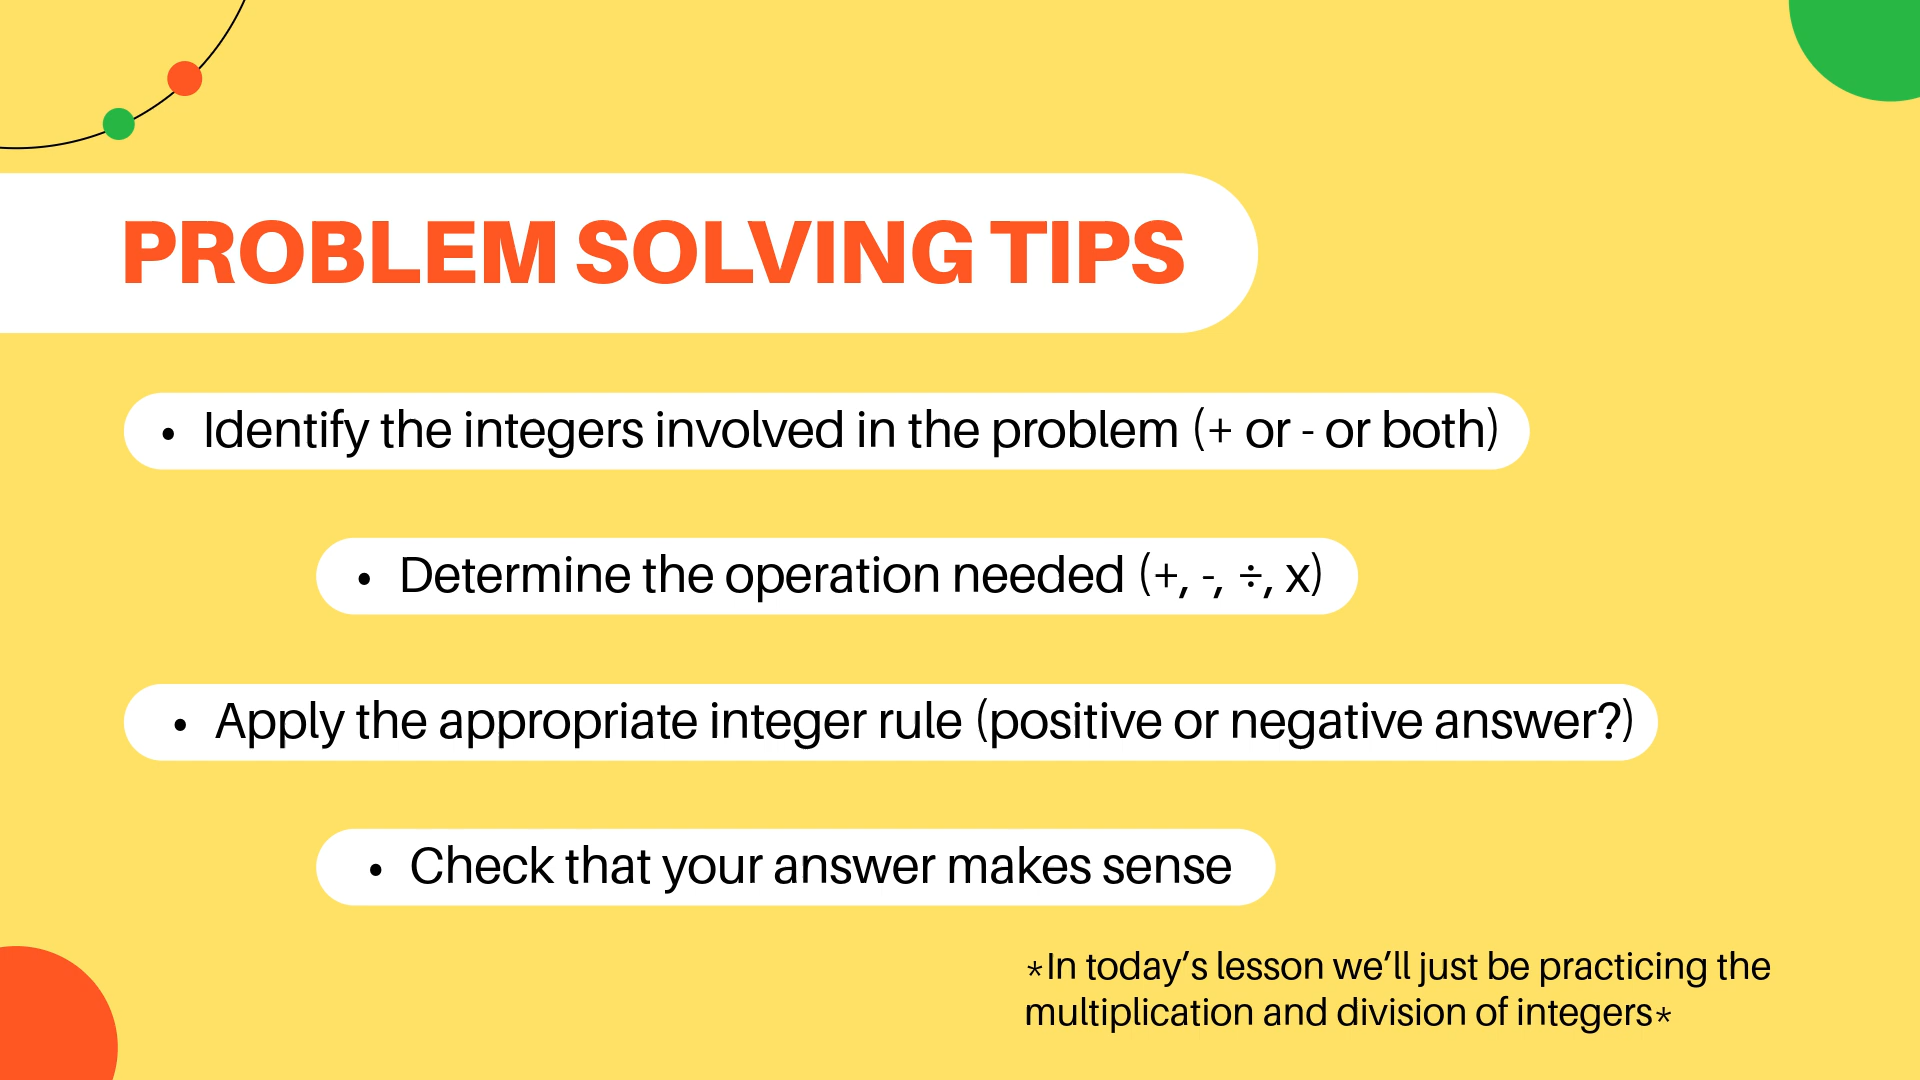 PROBLEM SOLVING TIPS
• Identify the integers involved in the problem (+ or - or both)
• Determine the operation needed (+, -, ÷, x)
• Apply the appropriate integer rule (positive or negative answer?)
• Check that your answer makes sense
*In today’s lesson we’ll just be practicing the
multiplication and division of integers*